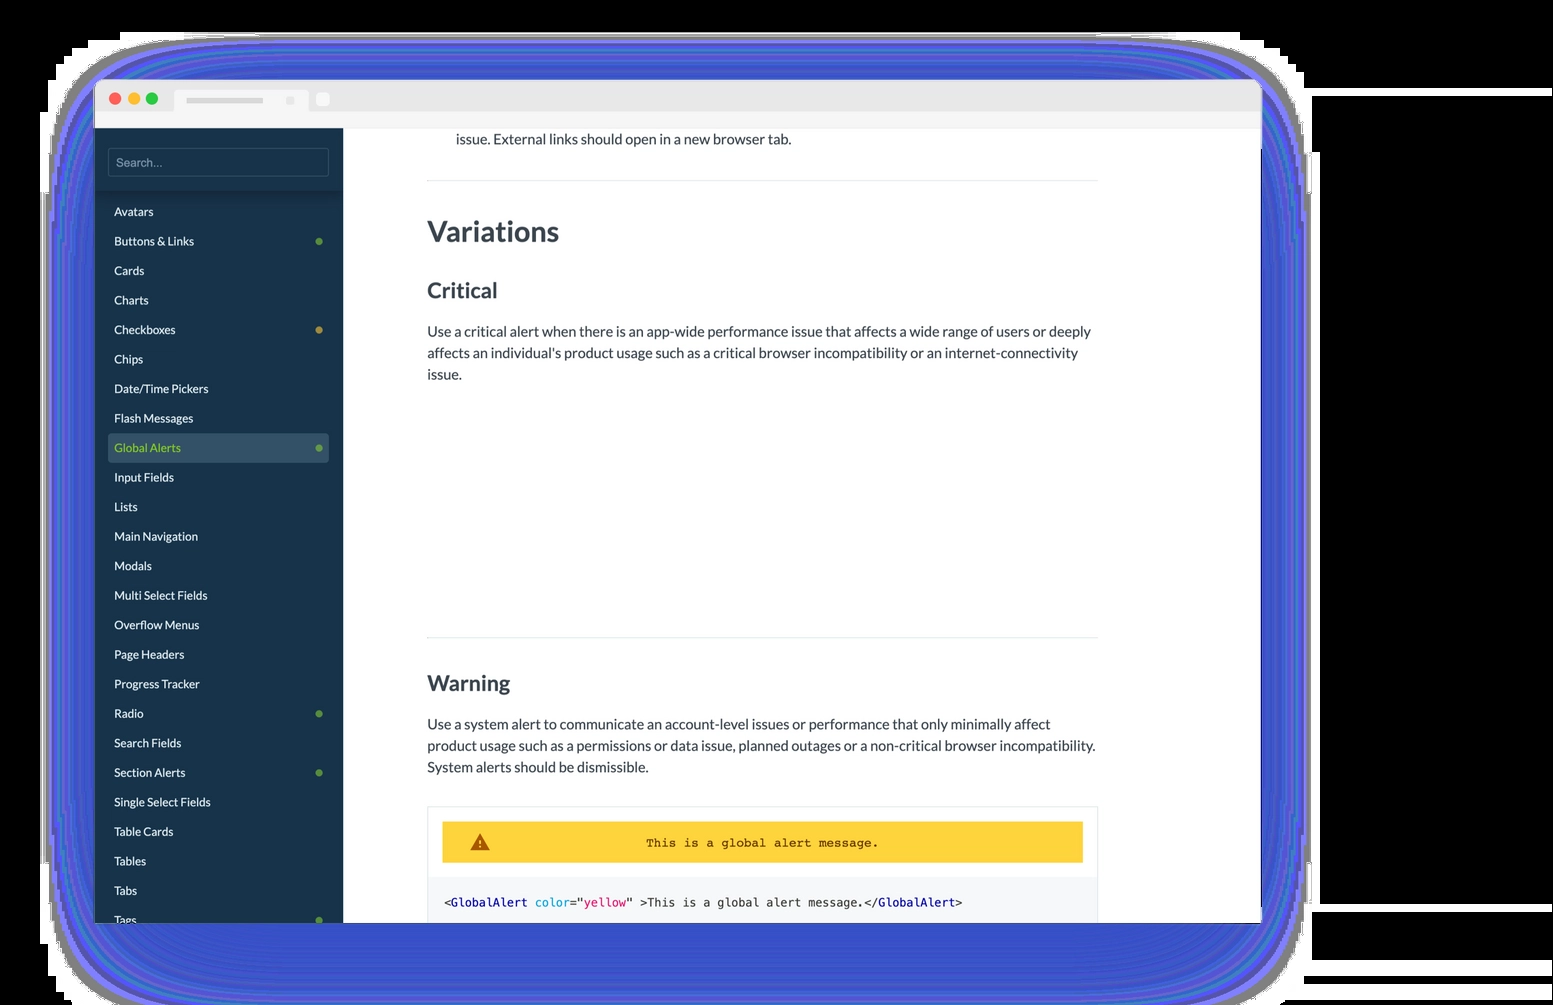 Search...
Avatars
Buttons & Links
Cards
Charts
Checkboxes
Chips
Date/Time Pickers
Flash Messages
Global Alerts
Input Fields
Lists
Main Navigation
Modals
Multi Select Fields
Overflow Menus
Page Headers
Progress Tracker
Radio
Search Fields
Section Alerts
Single Select Fields
Table Cards
Tables
Tabs
Tags
issue. External links should open in a new browser tab.
Variations
Critical
Use a critical alert when there is an app-wide performance issue that affects a wide range of users or deeply
affects an individual's product usage such as a critical browser incompatibility or an internet-connectivity
issue.
Warning
Use a system alert to communicate an account-level issues or performance that only minimally affect
product usage such as a permissions or data issue, planned outages or a non-critical browser incompatibility.
System alerts should be dismissible.
This is a global alert message.
<GlobalAlert color="yellow" >This is a global alert message.</GlobalAlert>